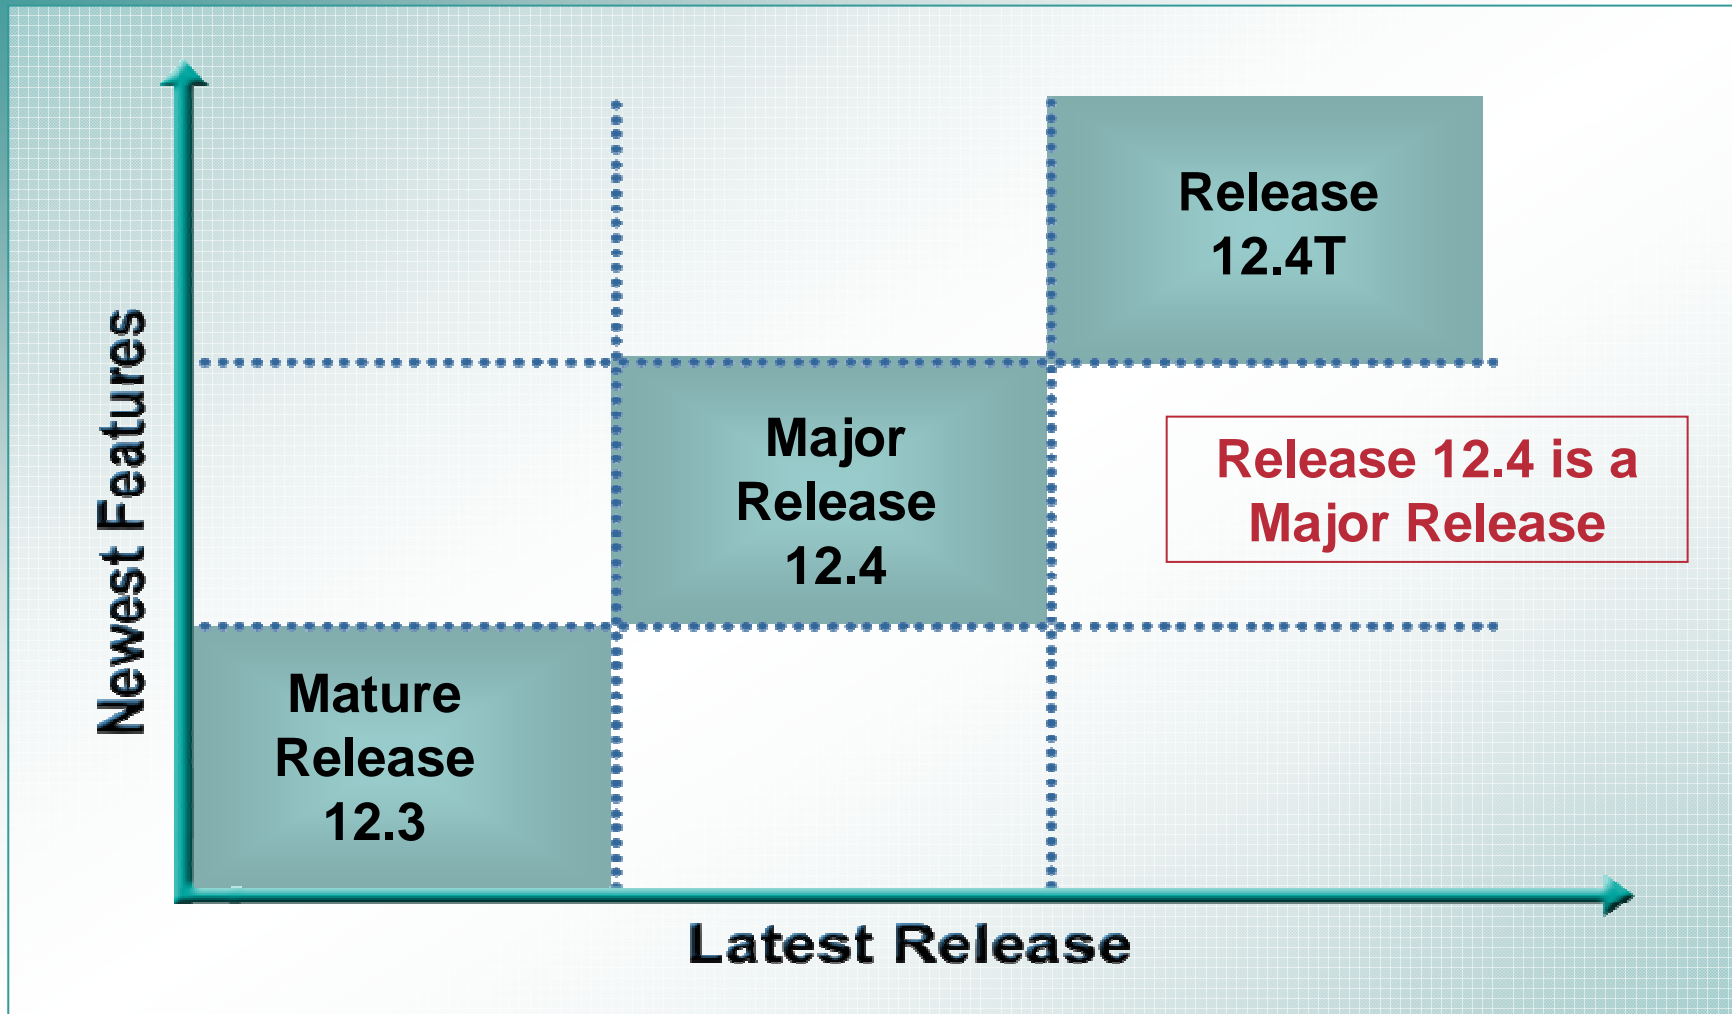 Release
12.4T
Newest Features
Major
Release
12.4
Release 12.4 is a
Major Release
Mature
Release
12.3
Latest Release